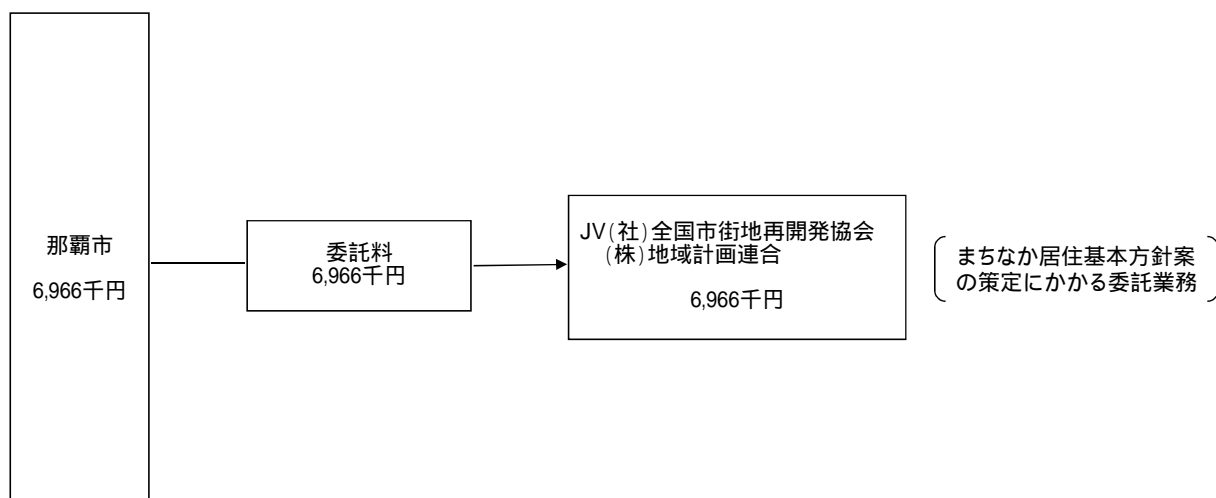 那覇市
6,966千円
委託料
6,966千円
JV(社)全国市街地再開発協会
(株)地域計画連合
6,966千円
まちなか居住基本方針案
の策定にかかる委託業務